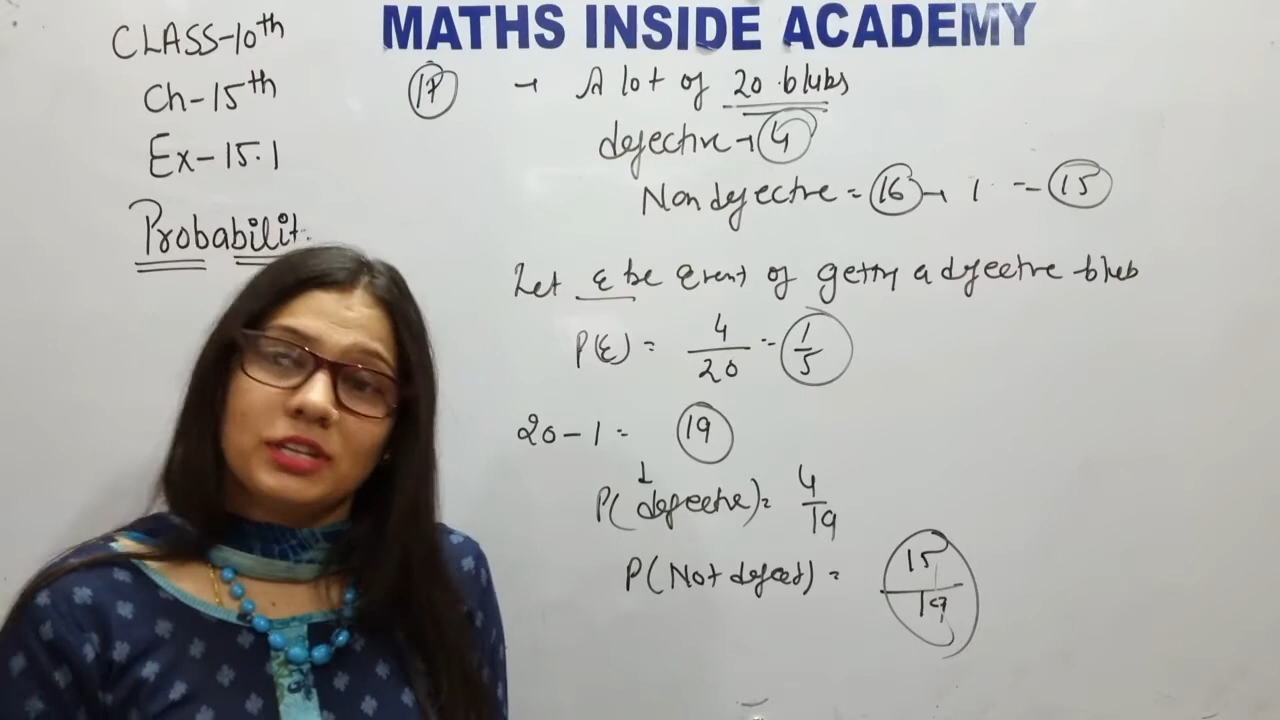 MATHS INSIDE ACADEMY
CLASS-10th
Ch-15th
Ex-15.1
Probabilit
17 → A lot of 20 blubs
defective → 4
Non defective = 16 → 1 = 15
Let E be Event of getting a defective blub
P(E) = 4/20 = 1/5
20 - 1 = 19
P(defective) = 4/19
P(Not defect) = 15/19